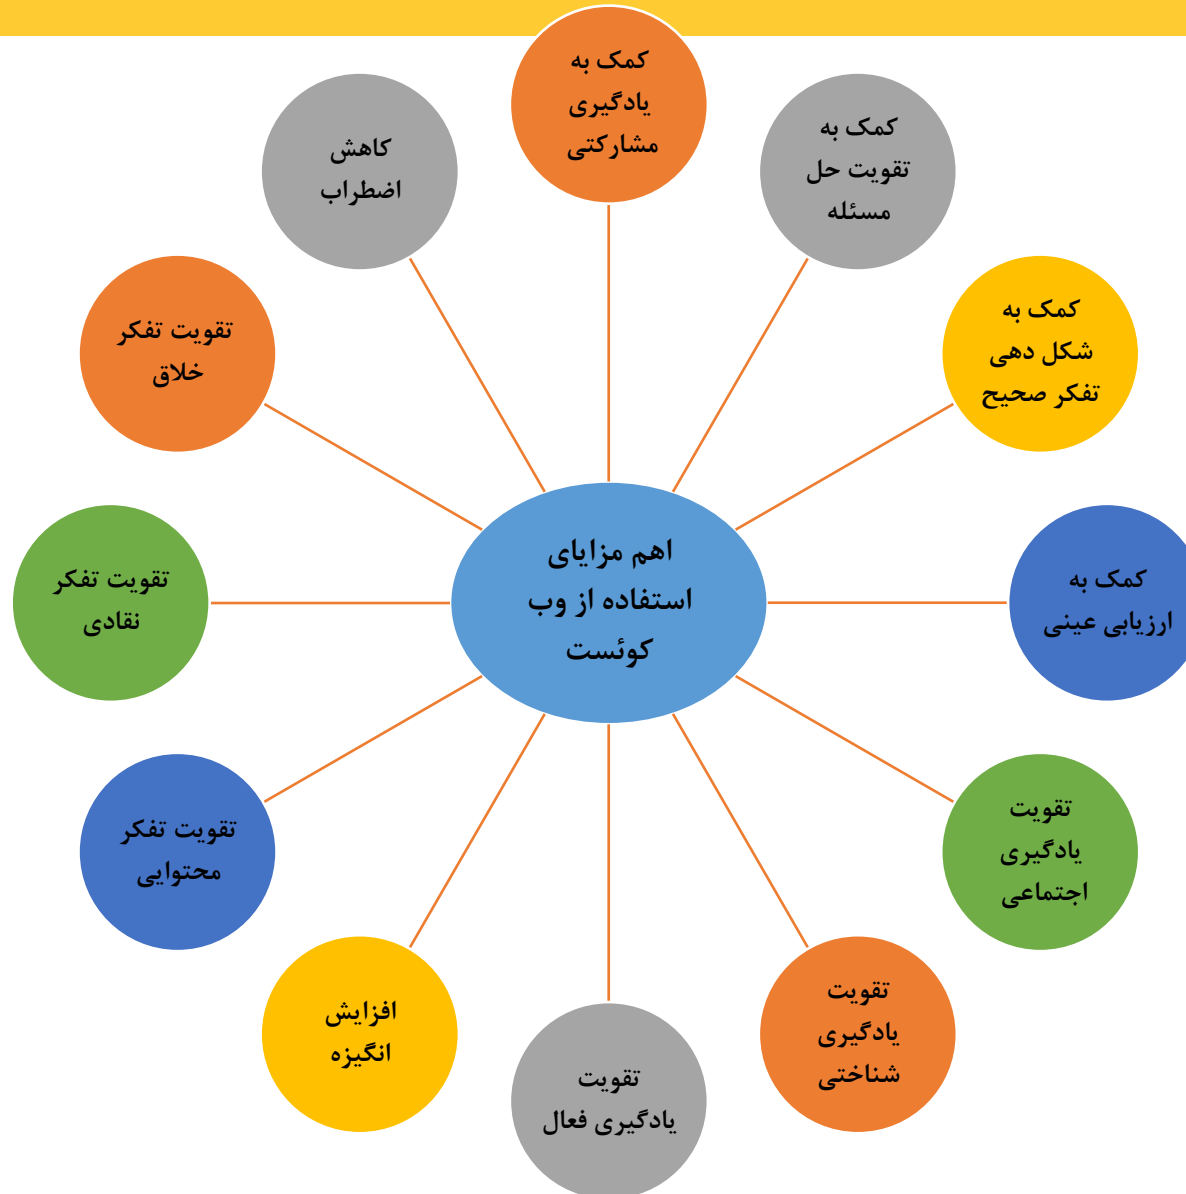 کمک به
یادگیری
مشارکتی
کمک به
تقویت حل
مسئله
کمک به
شکل دهی
تفکر صحیح
کمک به
ارزیابی عینی
تقویت
یادگیری
اجتماعی
تقویت
یادگیری
شناختی
تقویت
یادگیری فعال
افزایش
انگیزه
تقویت تفکر
محتوایی
تقویت تفکر
نقادی
تقویت تفکر
خلاق
کاهش
اضطراب
اهم مزایای
استفاده از وب
کوئست